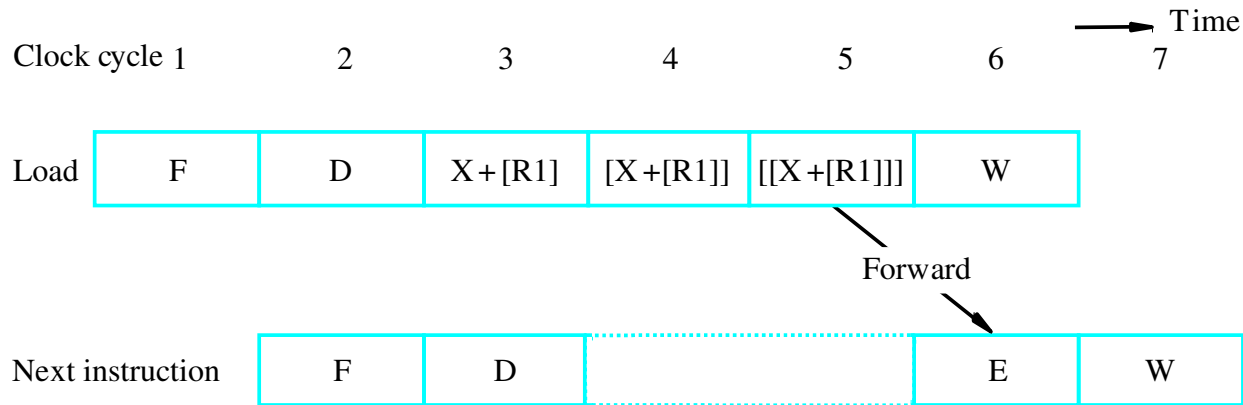 Time
Clock cycle 1 2 3 4 5 6 7
Load F D X+[R1] [X+[R1]] [[X+[R1]]] W
Forward
Next instruction F D E W